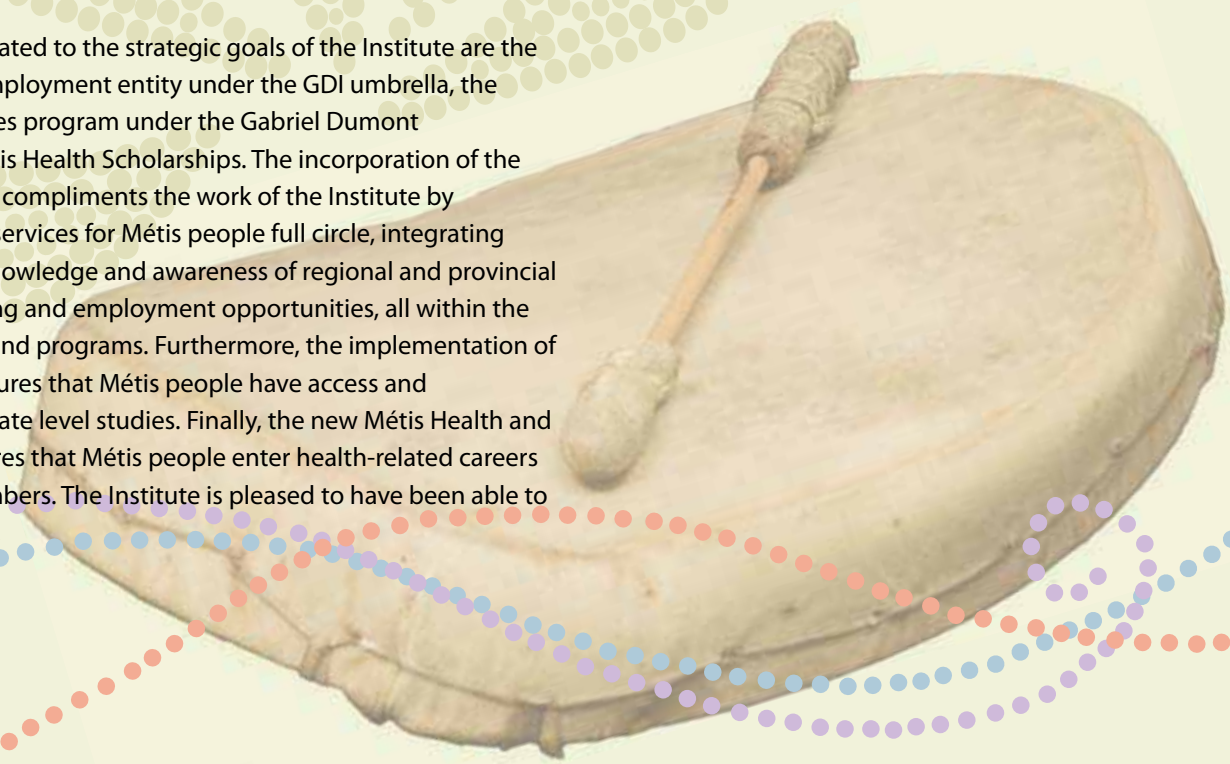 ated to the strategic goals of the Institute are the
ployment entity under the GDI umbrella, the
es program under the Gabriel Dumont
is Health Scholarships. The incorporation of the
compliments the work of the Institute by
services for Métis people full circle, integrating
owledge and awareness of regional and provincial
ng and employment opportunities, all within the
nd programs. Furthermore, the implementation of
ures that Métis people have access and
ate level studies. Finally, the new Métis Health and
res that Métis people enter health-related careers
bers. The Institute is pleased to have been able to